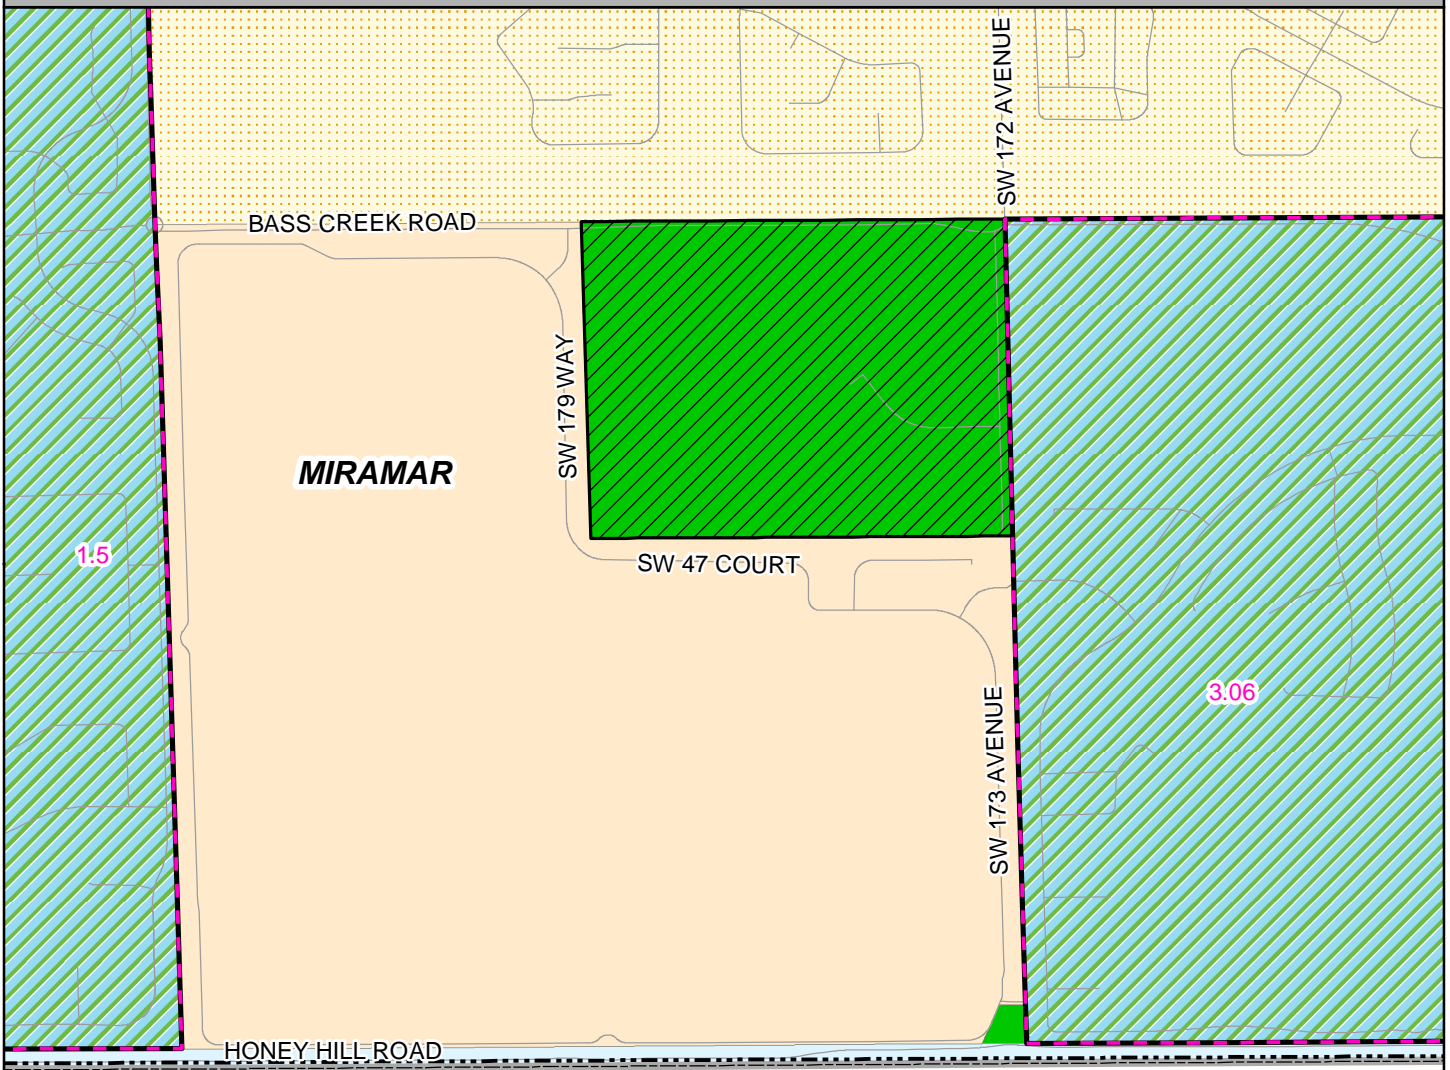 SW 172 AVENUE
BASS CREEK ROAD
SW 179 WAY
MIRAMAR
1.5
SW 47 COURT
3.06
SW 173 AVENUE
HONEY HILL ROAD